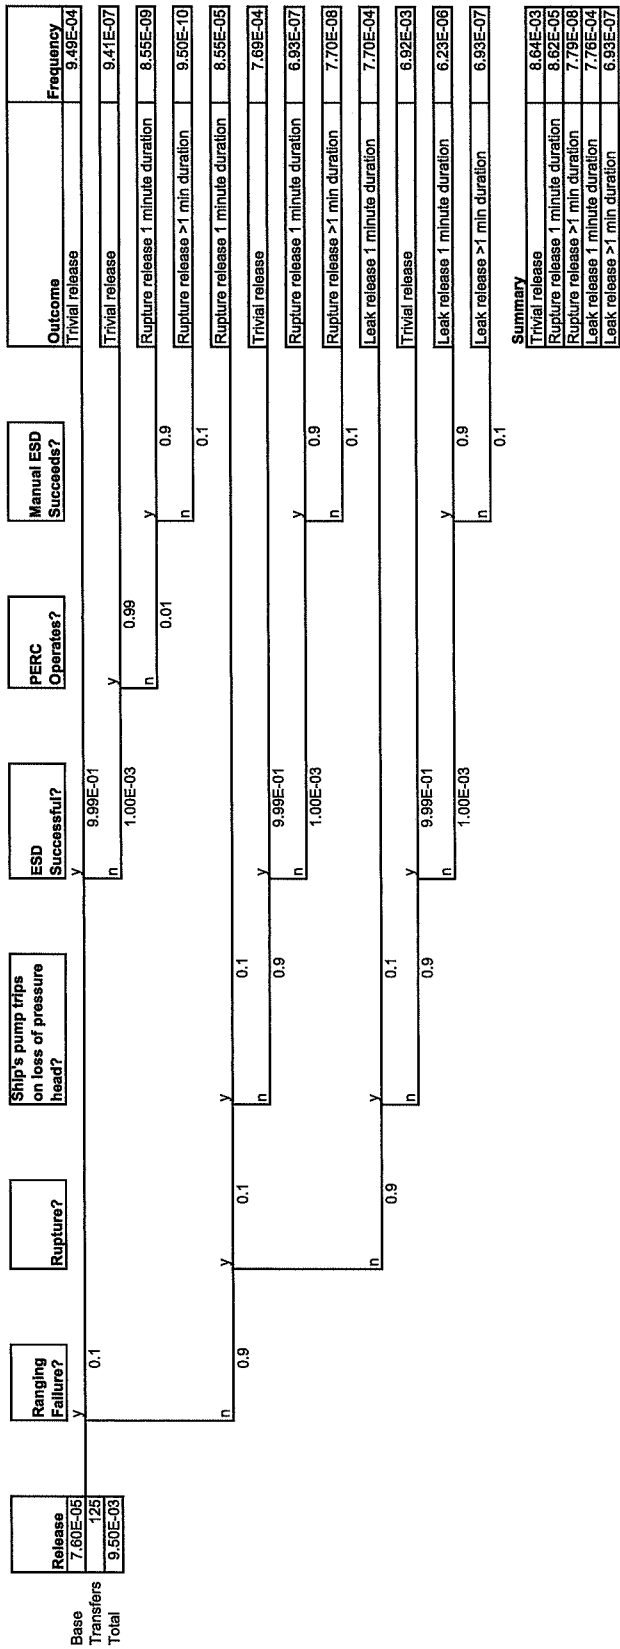 Release
Base 7.60E-05
Transfers 125
Total 9.50E-03
Ranging Failure?
Rupture?
Ship's pump trips on loss of pressure head?
ESD Successful?
PERC Operates?
Manual ESD Succeeds?
Outcome Frequency
y 0.1
y 9.99E-01
Trivial release 9.49E-04
n 1.00E-03
y 0.99
Trivial release 9.41E-07
n 0.01
y 0.9
Rupture release 1 minute duration 8.55E-09
n 0.1
Rupture release >1 min duration 9.50E-10
n 0.9
y 0.1
y 0.1
Rupture release 1 minute duration 8.55E-05
n 0.9
y 9.99E-01
Trivial release 7.69E-04
n 1.00E-03
y 0.9
Rupture release 1 minute duration 6.93E-07
n 0.1
Rupture release >1 min duration 7.70E-08
n 0.9
y 0.1
Leak release 1 minute duration 7.70E-04
n 0.9
y 9.99E-01
Trivial release 6.92E-03
n 1.00E-03
y 0.9
Leak release 1 minute duration 6.23E-06
n 0.1
Leak release >1 min duration 6.93E-07
Summary
Trivial release 8.64E-03
Rupture release 1 minute duration 8.62E-05
Rupture release >1 min duration 7.79E-08
Leak release 1 minute duration 7.76E-04
Leak release >1 min duration 6.93E-07